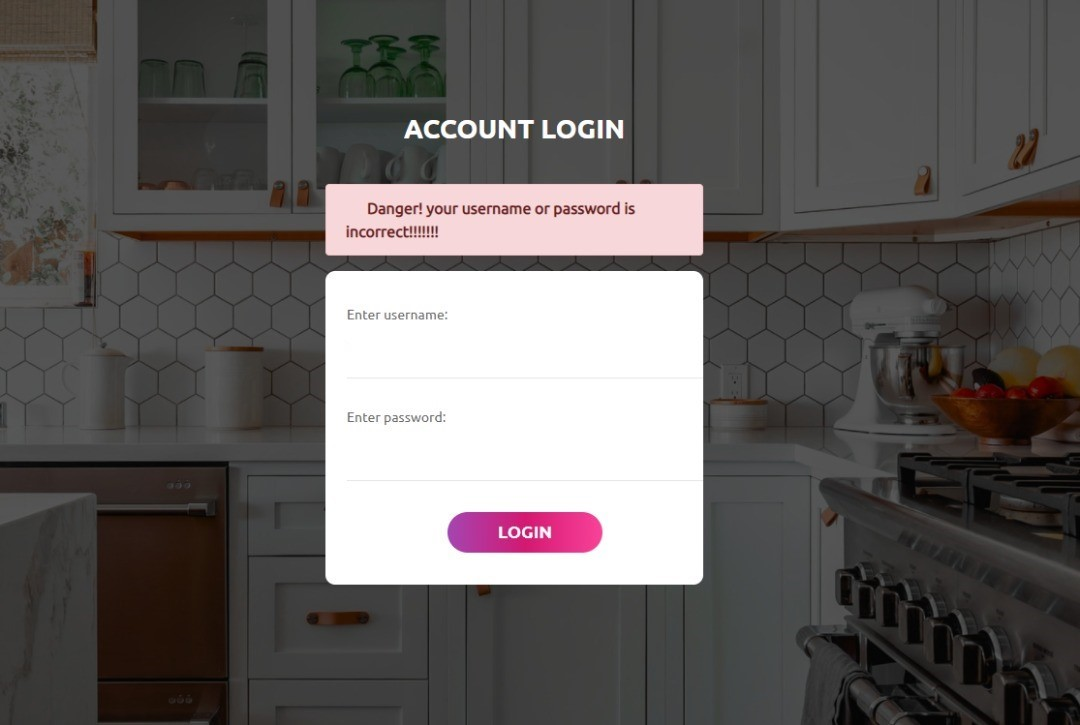 ACCOUNT LOGIN
Danger! your username or password is
incorrect!!!!!!!
Enter username:
Enter password:
LOGIN